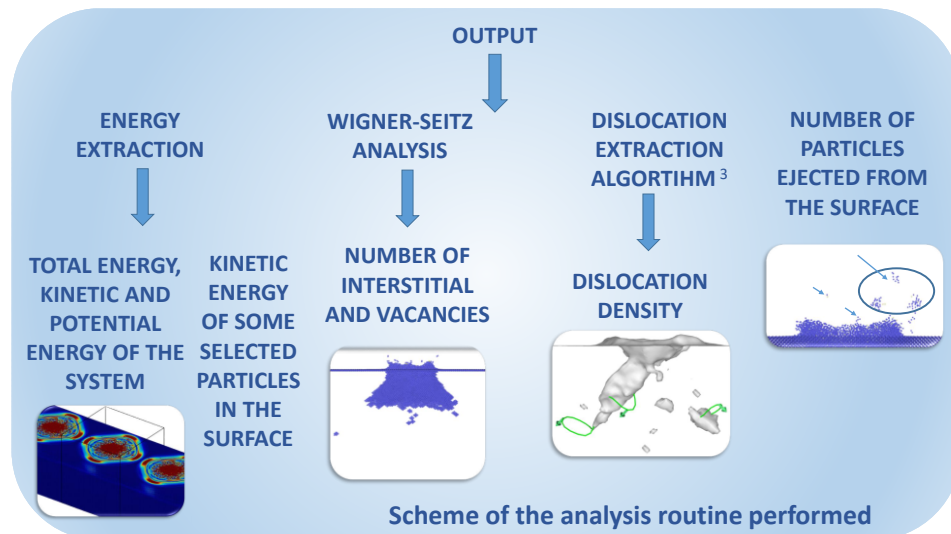 OUTPUT
ENERGY
EXTRACTION
WIGNER-SEITZ
ANALYSIS
DISLOCATION
EXTRACTION
ALGORTIHM 3
NUMBER OF
PARTICLES
EJECTED FROM
THE SURFACE
TOTAL ENERGY,
KINETIC AND
POTENTIAL
ENERGY OF THE
SYSTEM
KINETIC
ENERGY
OF SOME
SELECTED
PARTICLES
IN THE
SURFACE
NUMBER OF
INTERSTITIAL
AND VACANCIES
DISLOCATION
DENSITY
Scheme of the analysis routine performed